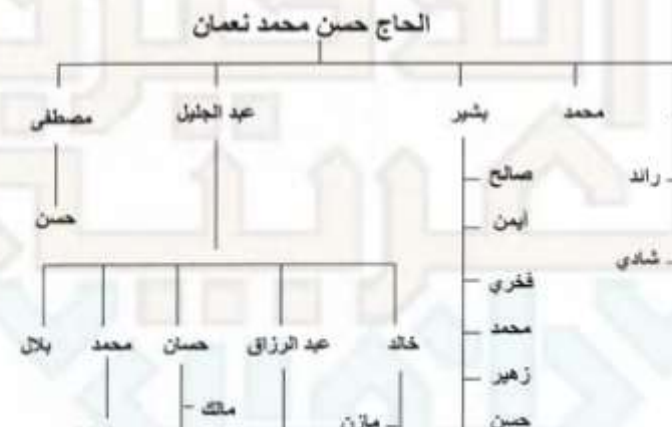 الحاج حسن محمد نعمان
محمد بشير عبد الجليل مصطفى
رائد صالح
حسن
أيمن
شادي
فخري
محمد
خالد عبد الرزاق حسان محمد بلال
زهير
مالك
حسن
مازن